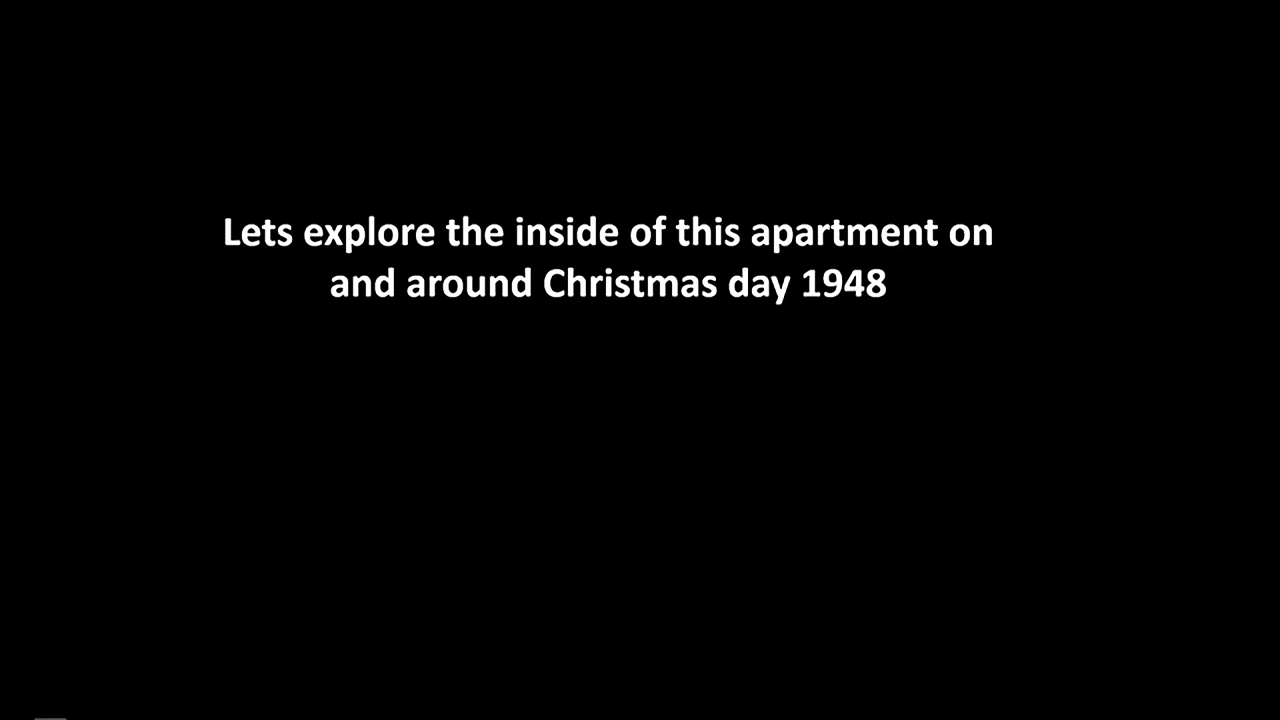 Lets explore the inside of this apartment on
and around Christmas day 1948